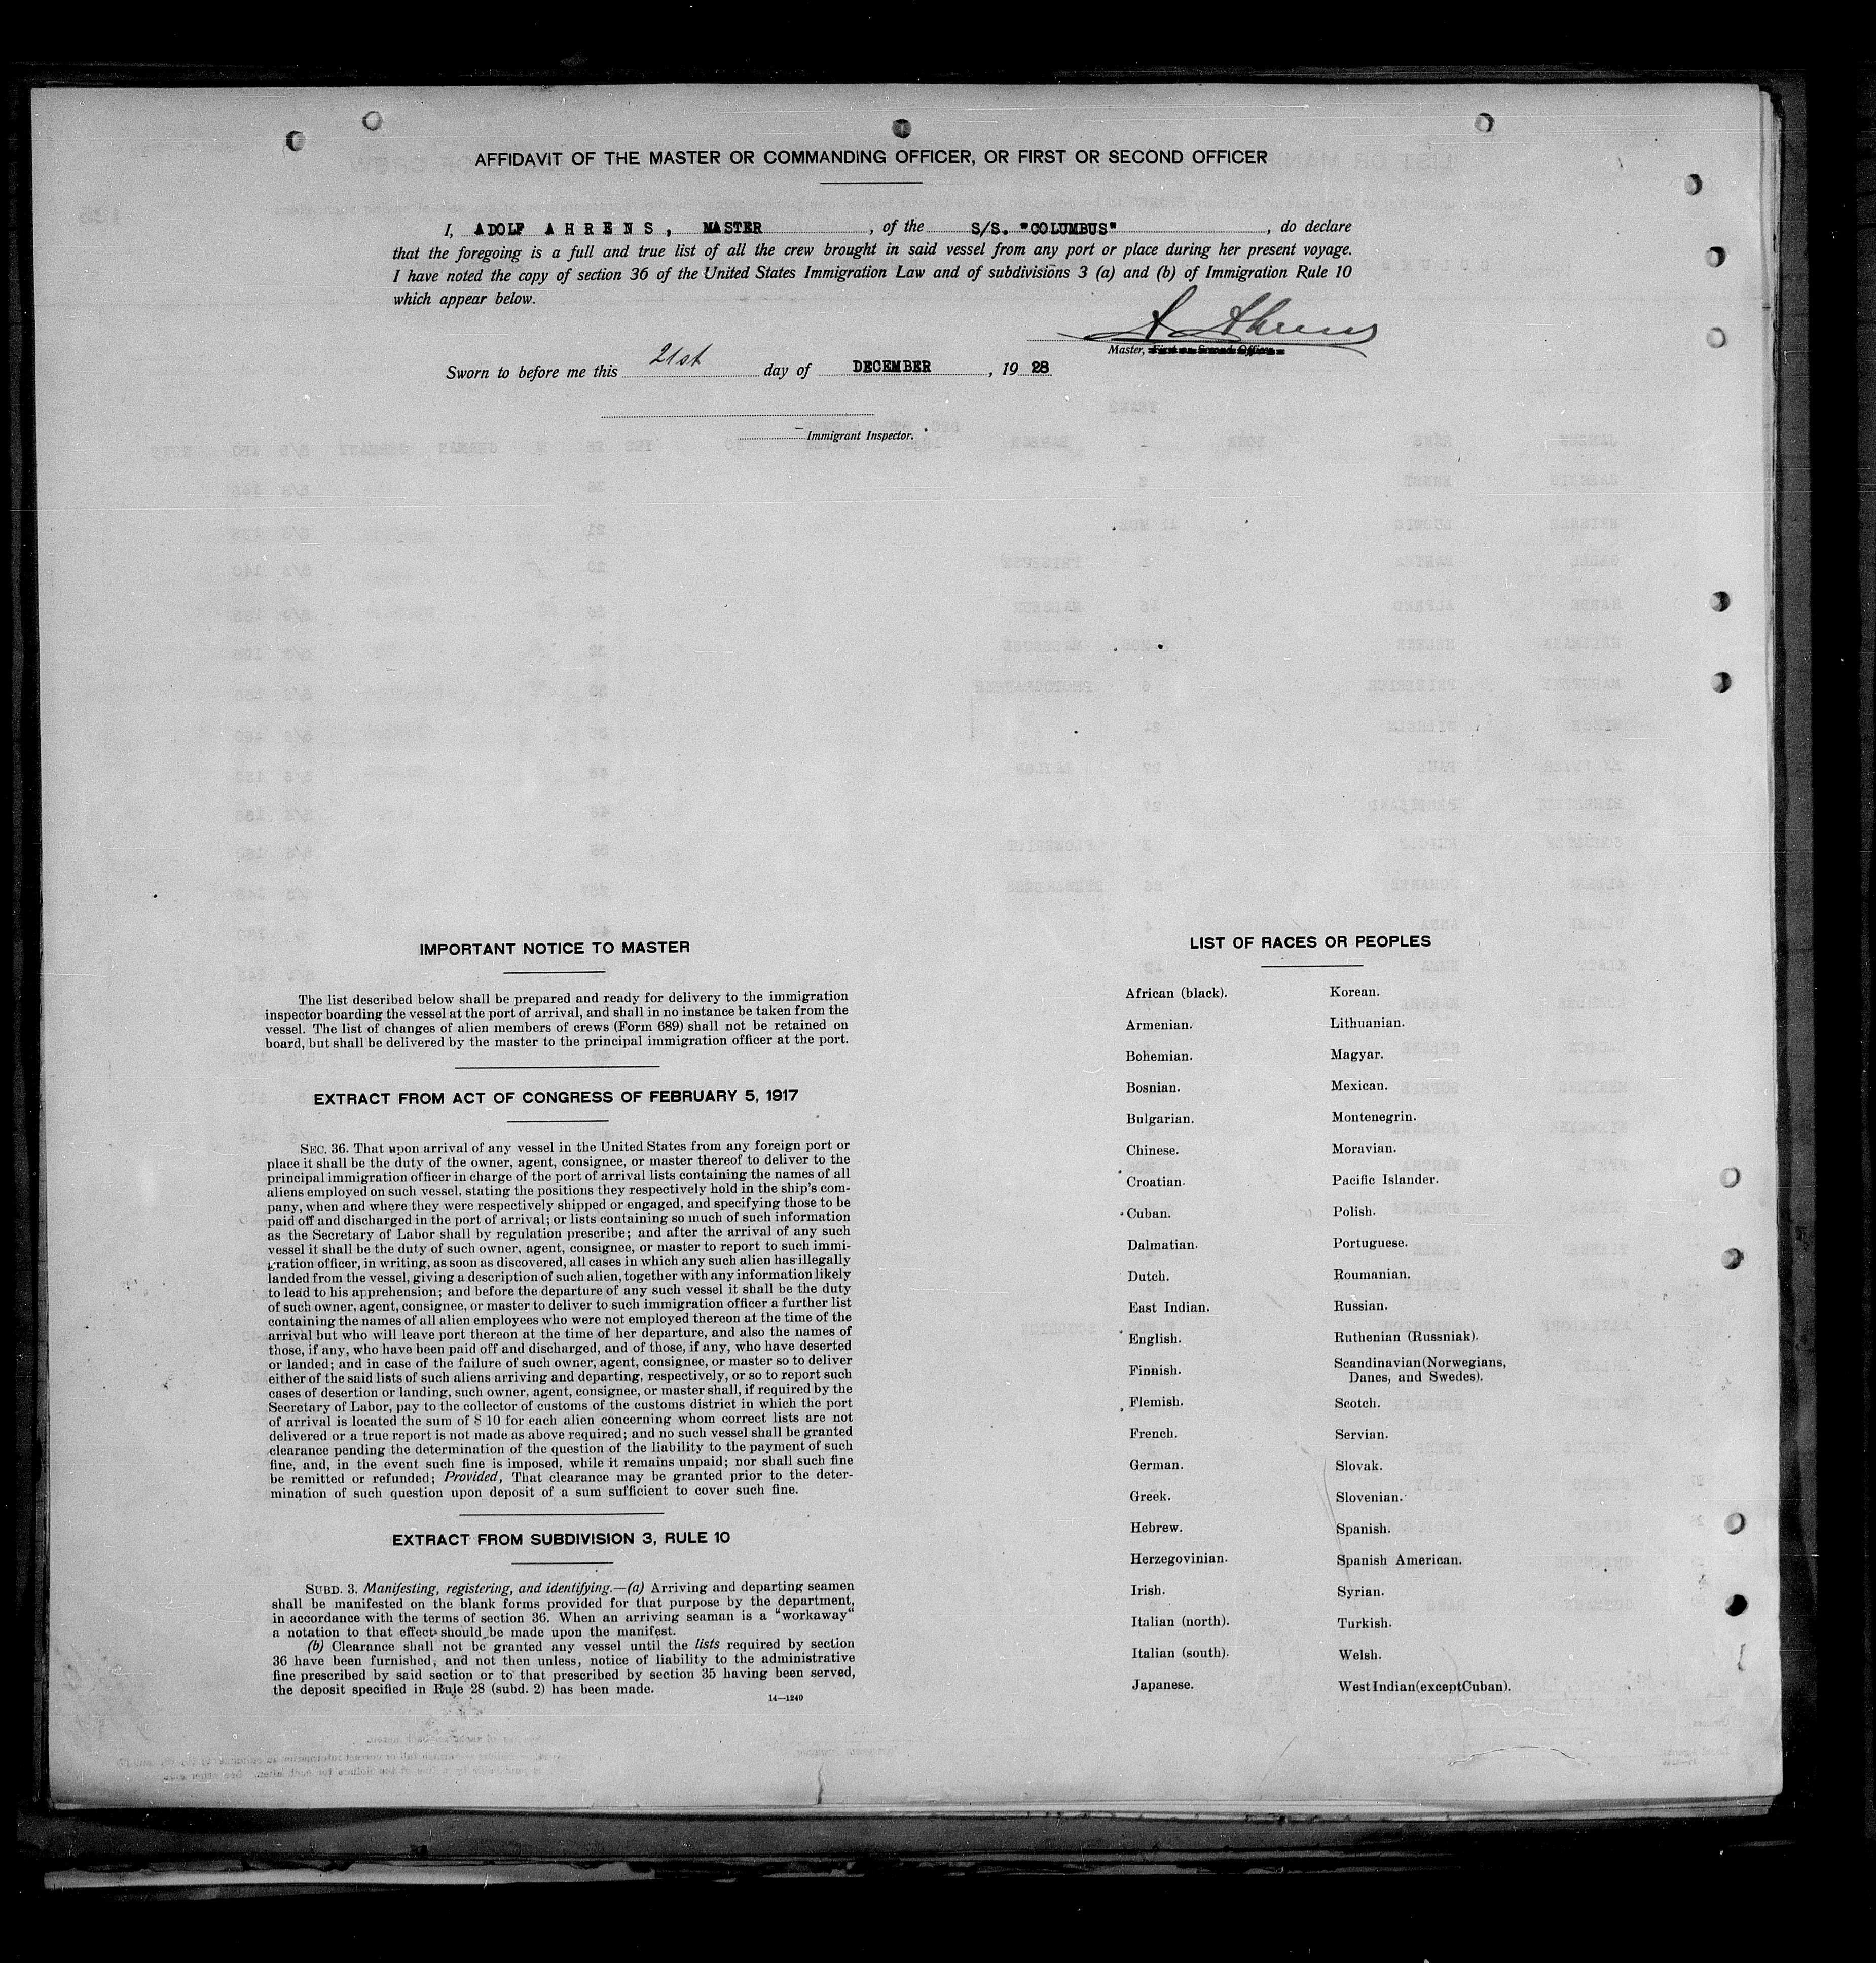 AFFIDAVIT OF THE MASTER OR COMMANDING OFFICER, OR FIRST OR SECOND OFFICER
I, ADOLF AHRENS, MASTER, of the S/S. "COLUMBUS", do declare
that the foregoing is a full and true list of all the crew brought in said vessel from any port or place during her present voyage.
I have noted the copy of section 36 of the United States Immigration Law and of subdivisions 3 (a) and (b) of Immigration Rule 10
which appear below.
A Ahrens
Master, First or Second Officer.
Sworn to before me this 21st day of DECEMBER, 1928
Immigrant Inspector.
IMPORTANT NOTICE TO MASTER
The list described below shall be prepared and ready for delivery to the immigration
inspector boarding the vessel at the port of arrival, and shall in no instance be taken from the
vessel. The list of changes of alien members of crews (Form 689) shall not be retained on
board, but shall be delivered by the master to the principal immigration officer at the port.
EXTRACT FROM ACT OF CONGRESS OF FEBRUARY 5, 1917
SEC. 36. That upon arrival of any vessel in the United States from any foreign port or
place it shall be the duty of the owner, agent, consignee, or master thereof to deliver to the
principal immigration officer in charge of the port of arrival lists containing the names of all
aliens employed on such vessel, stating the positions they respectively hold in the ship's com-
pany, when and where they were respectively shipped or engaged, and specifying those to be
paid off and discharged in the port of arrival; or lists containing so much of such information
as the Secretary of Labor shall by regulation prescribe; and after the arrival of any such
vessel it shall be the duty of such owner, agent, consignee, or master to report to such immi-
gration officer, in writing, as soon as discovered, all cases in which any such alien has illegally
landed from the vessel, giving a description of such alien, together with any information likely
to lead to his apprehension; and before the departure of any such vessel it shall be the duty
of such owner, agent, consignee, or master to deliver to such immigration officer a further list
containing the names of all alien employees who were not employed thereon at the time of the
arrival but who will leave port thereon at the time of her departure, and also the names of
those, if any, who have been paid off and discharged, and of those, if any, who have deserted
or landed; and in case of the failure of such owner, agent, consignee, or master so to deliver
either of the said lists of such aliens arriving and departing, respectively, or so to report such
cases of desertion or landing, such owner, agent, consignee, or master shall, if required by the
Secretary of Labor, pay to the collector of customs of the customs district in which the port
of arrival is located the sum of $ 10 for each alien concerning whom correct lists are not
delivered or a true report is not made as above required; and no such vessel shall be granted
clearance pending the determination of the question of the liability to the payment of such
fine, and, in the event such fine is imposed, while it remains unpaid; nor shall such fine
be remitted or refunded; Provided, That clearance may be granted prior to the deter-
mination of such question upon deposit of a sum sufficient to cover such fine.
EXTRACT FROM SUBDIVISION 3, RULE 10
SUBD. 3. Manifesting, registering, and identifying.—(a) Arriving and departing seamen
shall be manifested on the blank forms provided for that purpose by the department,
in accordance with the terms of section 36. When an arriving seaman is a "workaway"
a notation to that effect should be made upon the manifest.
(b) Clearance shall not be granted any vessel until the lists required by section
36 have been furnished, and not then unless, notice of liability to the administrative
fine prescribed by said section or to that prescribed by section 35 having been served,
the deposit specified in Rule 28 (subd. 2) has been made.
14—1240
LIST OF RACES OR PEOPLES
African (black).
Armenian.
Bohemian.
Bosnian.
Bulgarian.
Chinese.
Croatian.
Cuban.
Dalmatian.
Dutch.
East Indian.
English.
Finnish.
Flemish.
French.
German.
Greek.
Hebrew.
Herzegovinian.
Irish.
Italian (north).
Italian (south).
Japanese.
Korean.
Lithuanian.
Magyar.
Mexican.
Montenegrin.
Moravian.
Pacific Islander.
Polish.
Portuguese.
Roumanian.
Russian.
Ruthenian (Russniak).
Scandinavian (Norwegians,
Danes, and Swedes).
Scotch.
Servian.
Slovak.
Slovenian.
Spanish.
Spanish American.
Syrian.
Turkish.
Welsh.
West Indian (except Cuban).